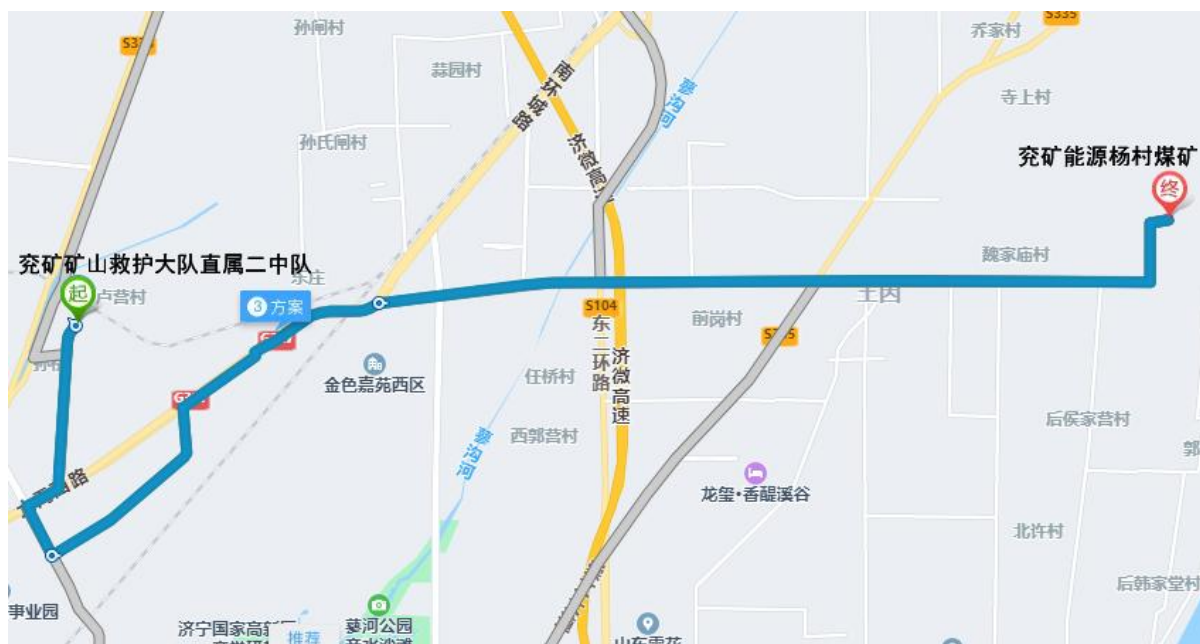 孙闸村
S335
乔家村
蒜园村
南环城路
蓼沟河
寺上村
孙氏闸村
济微高速
兖矿能源杨村煤矿
终
兖矿矿山救护大队直属二中队
魏家庙村
东庄
起
卢营村
3 方案
王因
S104
前岗村
东二环路
济微高速
金色嘉苑西区
任桥村
后侯家营村
西郭营村
蓼沟河
郭
龙玺·香醍溪谷
北许村
后韩家堂村
事业园
蓼河公园
济宁国家高新
推荐